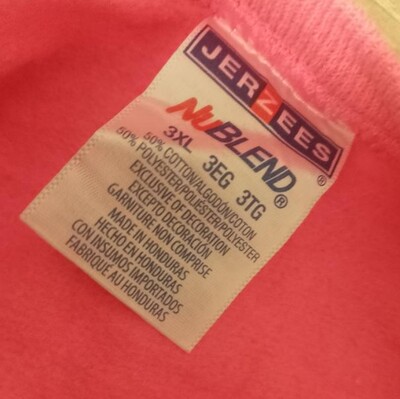 JERZEES®
NuBLEND®
3XL 3EG 3TG
50% COTTON/ALGODÓN/COTON
50% POLYESTER/POLIÉSTER/POLYESTER
EXCLUSIVE OF DECORATION
EXCEPTO DECORACIÓN
GARNITURE NON COMPRISE
MADE IN HONDURAS
HECHO EN HONDURAS
CON INSUMOS IMPORTADOS
FABRIQUÉ AU HONDURAS